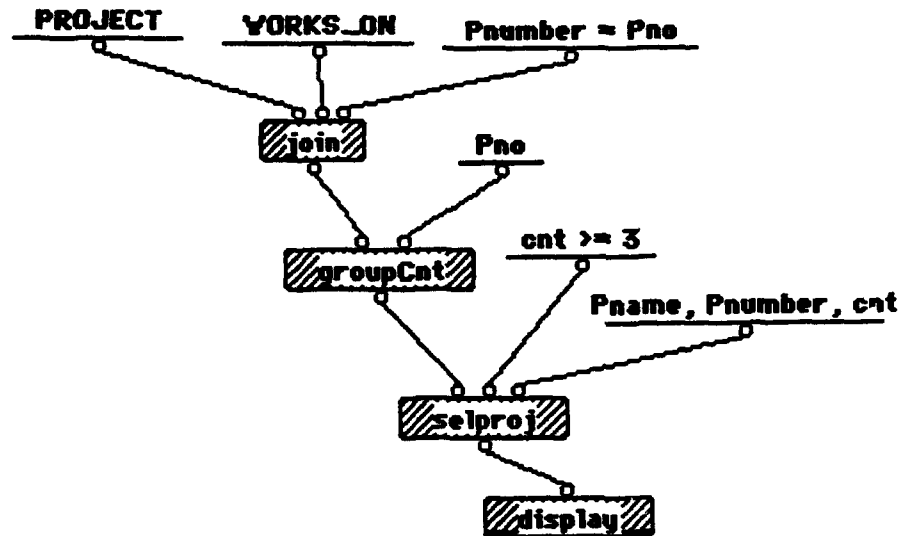 PROJECT
WORKS_ON
Pnumber = Pno
join
Pno
groupCnt
cnt >= 3
Pname, Pnumber, cnt
selproj
display